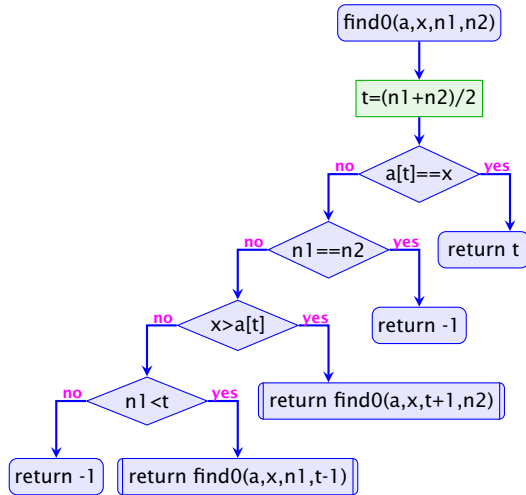 find0(a,x,n1,n2)
t=(n1+n2)/2
a[t]==x
no
yes
return t
n1==n2
no
yes
return -1
x>a[t]
no
yes
return find0(a,x,t+1,n2)
n1<t
no
yes
return -1
return find0(a,x,n1,t-1)